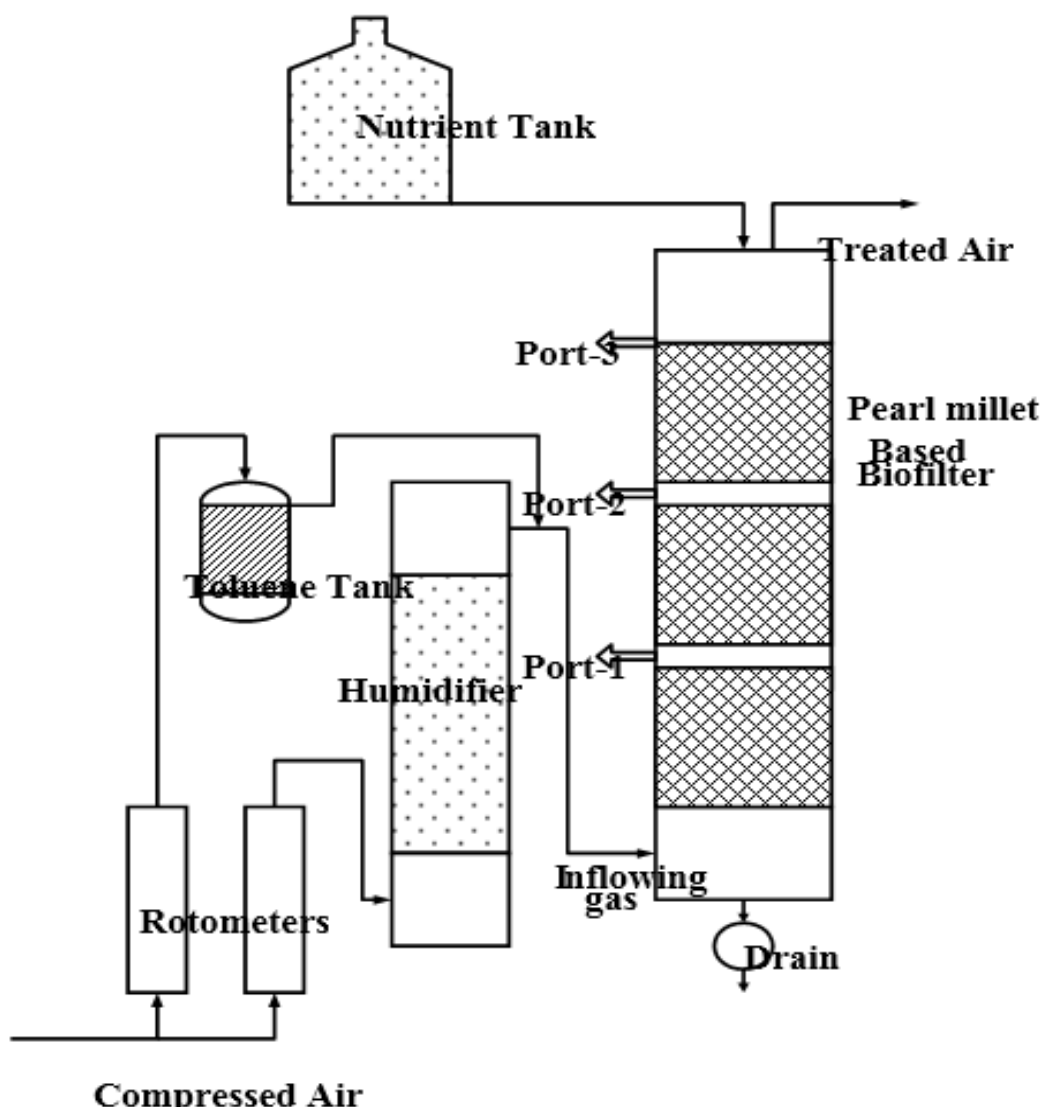 Nutrient Tank
Treated Air
Port-3
Pearl millet
Based
Biofilter
Port-2
Toluene Tank
Port-1
Humidifier
Inflowing
gas
Rotometers
Drain
Compressed Air